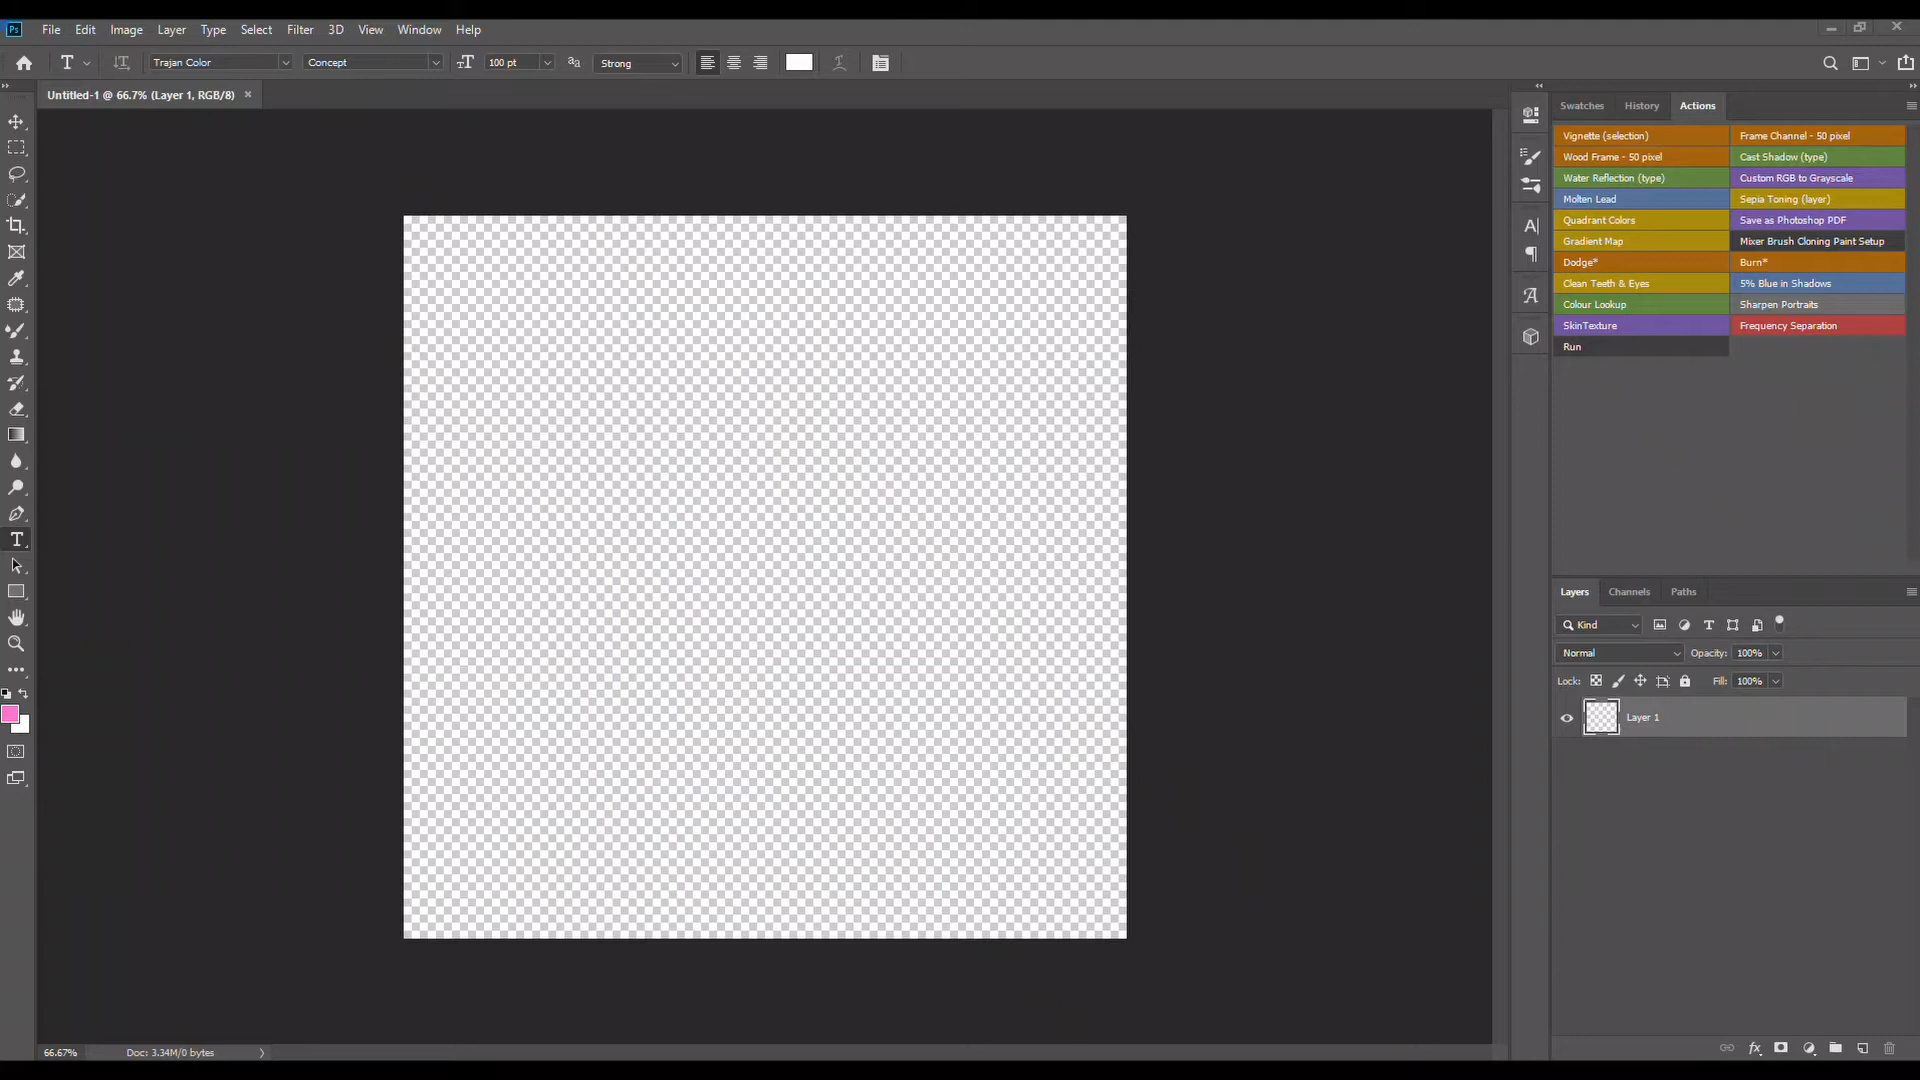 Ps File Edit Image Layer Type Select Filter 3D View Window Help
T Trajan Color Concept 100 pt aa Strong
Untitled-1 @ 66.7% (Layer 1, RGB/8) ×
Swatches History Actions
Vignette (selection) Frame Channel - 50 pixel
Wood Frame - 50 pixel Cast Shadow (type)
Water Reflection (type) Custom RGB to Grayscale
Molten Lead Sepia Toning (layer)
Quadrant Colors Save as Photoshop PDF
Gradient Map Mixer Brush Cloning Paint Setup
Dodge* Burn*
Clean Teeth & Eyes 5% Blue in Shadows
Colour Lookup Sharpen Portraits
SkinTexture Frequency Separation
Run
Layers Channels Paths
Kind
Normal Opacity: 100%
Lock: Fill: 100%
Layer 1
66.67% Doc: 3.34M/0 bytes
fx